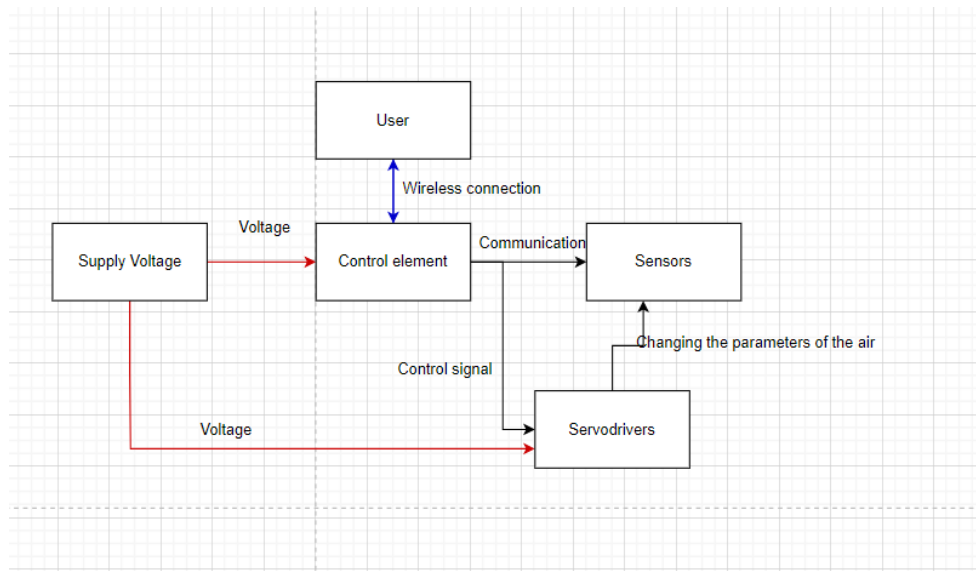 User
Wireless connection
Voltage
Supply Voltage
Control element
Communication
Sensors
Changing the parameters of the air
Control signal
Voltage
Servodrivers